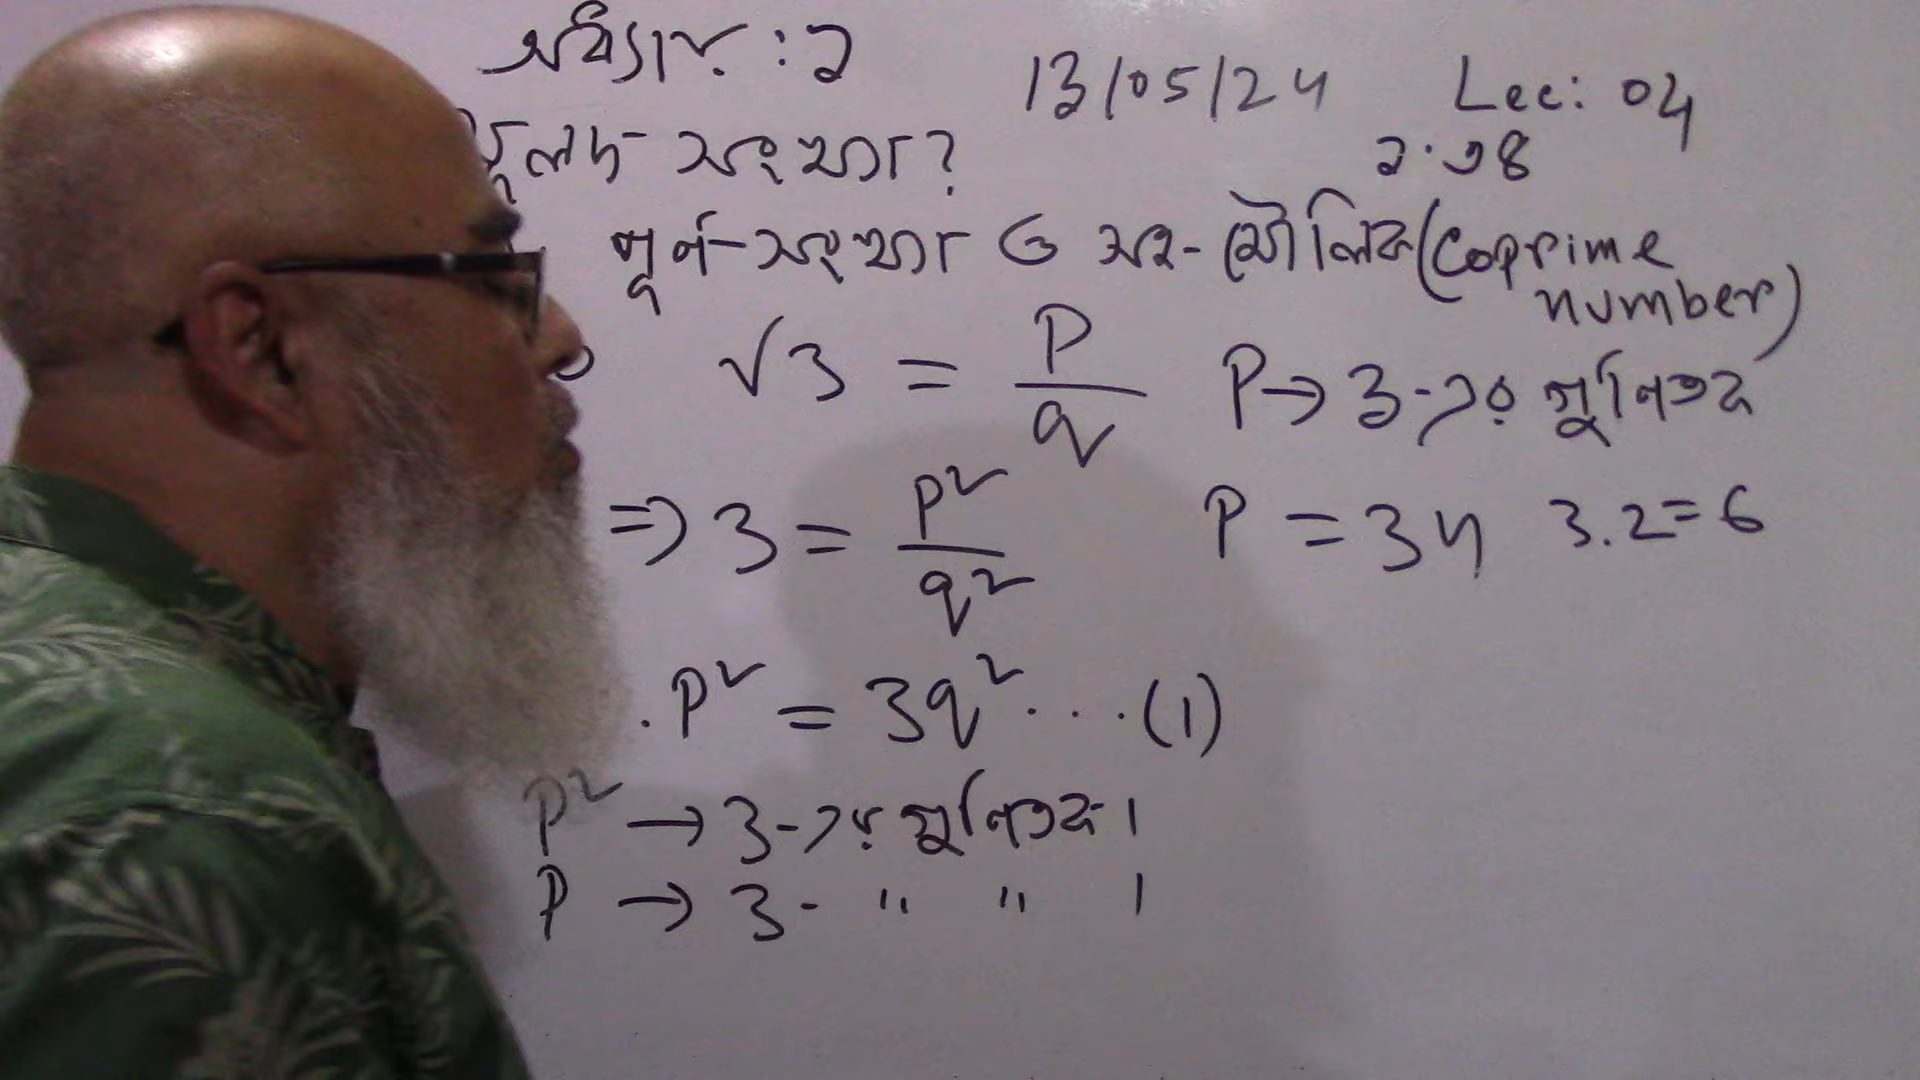 অধ্যায় : ২
13/05/24 Lec: 04
মূলদ সংখ্যা?
২.৩৪
পূর্ন-সংখ্যা ও সহ-মৌলিক (Coprime number)
√3 = P/q P → 3-এর গুনিতক
⇒ 3 = P²/q² P = 3n 3.2=6
. P² = 3q² ... (1)
P² → 3-এর গুনিতক।
P → 3- " " ।